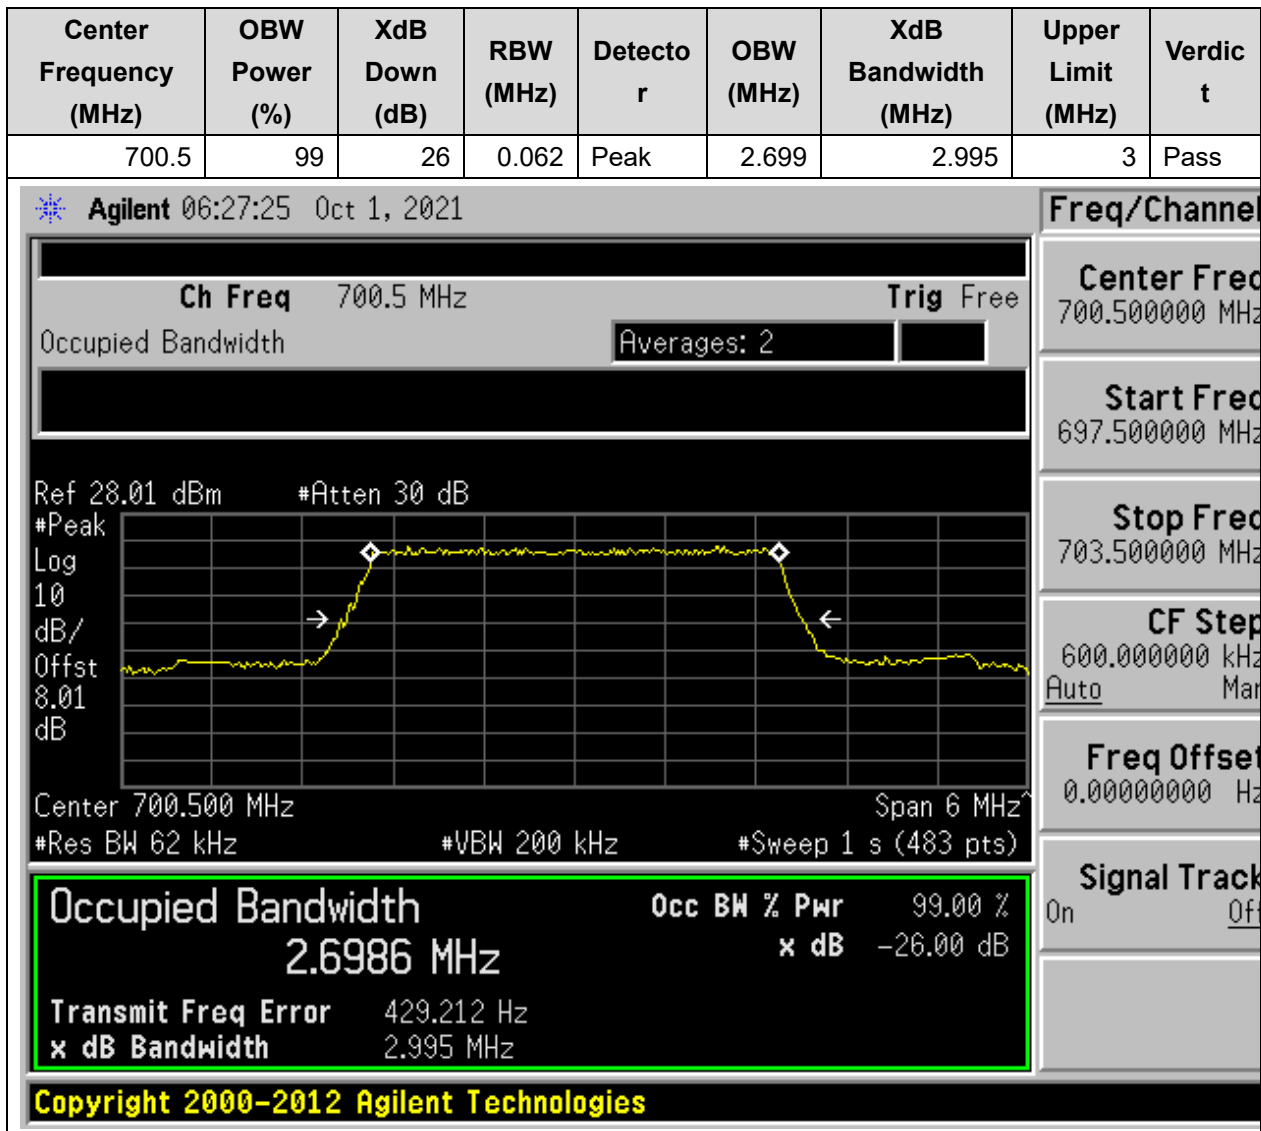 Center Frequency (MHz) OBW Power (%) XdB Down (dB) RBW (MHz) Detector OBW (MHz) XdB Bandwidth (MHz) Upper Limit (MHz) Verdict
700.5 99 26 0.062 Peak 2.699 2.995 3 Pass
Agilent 06:27:25 Oct 1, 2021
Freq/Channel
Ch Freq 700.5 MHz Trig Free
Occupied Bandwidth Averages: 2
Center Freq
700.500000 MHz
Start Freq
697.500000 MHz
Stop Freq
703.500000 MHz
CF Step
600.000000 kHz
Auto Man
Freq Offset
0.00000000 Hz
Signal Track
On Off
Ref 28.01 dBm #Atten 30 dB
#Peak
Log
10
dB/
Offst
8.01
dB
Center 700.500 MHz Span 6 MHz^
#Res BW 62 kHz #VBW 200 kHz #Sweep 1 s (483 pts)
Occupied Bandwidth Occ BW % Pwr 99.00 %
2.6986 MHz x dB -26.00 dB
Transmit Freq Error 429.212 Hz
x dB Bandwidth 2.995 MHz
Copyright 2000-2012 Agilent Technologies